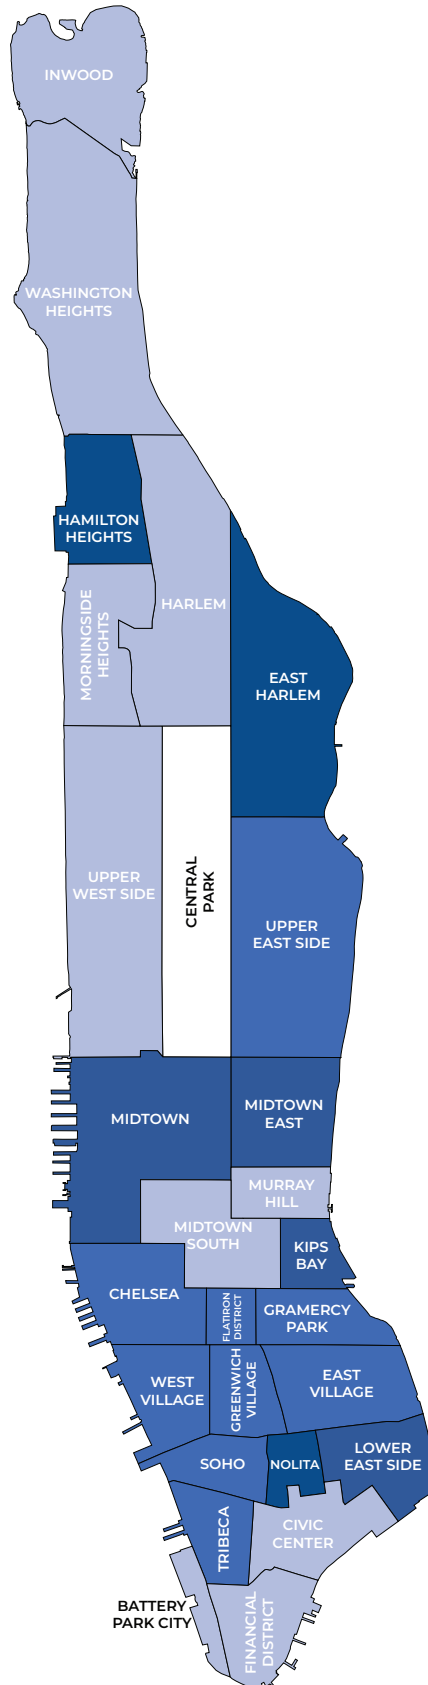 INWOOD
WASHINGTON
HEIGHTS
HAMILTON
HEIGHTS
HARLEM
MORNINGSIDE
HEIGHTS
EAST
HARLEM
UPPER
WEST SIDE
CENTRAL
PARK
UPPER
EAST SIDE
MIDTOWN
MIDTOWN
EAST
MURRAY
HILL
MIDTOWN
SOUTH
KIPS
BAY
CHELSEA
FLATIRON
DISTRICT
GRAMERCY
PARK
WEST
VILLAGE
GREENWICH
VILLAGE
EAST
VILLAGE
SOHO
NOLITA
LOWER
EAST SIDE
TRIBECA
CIVIC
CENTER
BATTERY
PARK CITY
FINANCIAL
DISTRICT